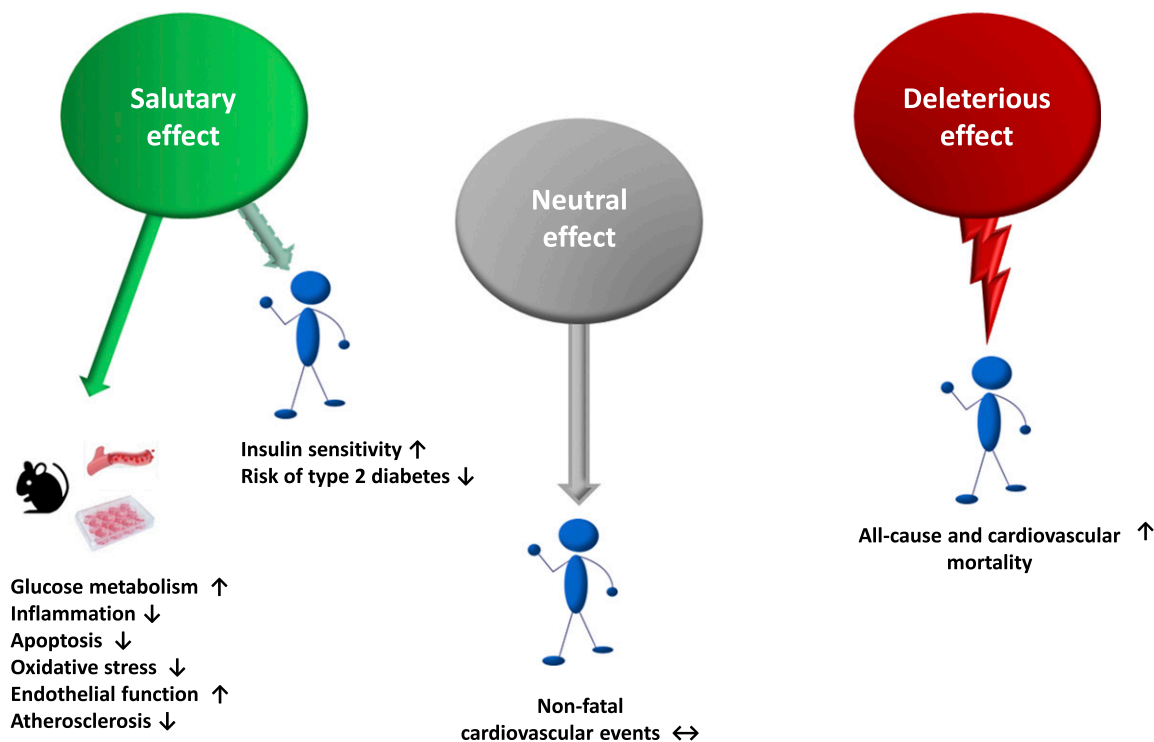 Salutary
effect
Neutral
effect
Deleterious
effect
Insulin sensitivity ↑
Risk of type 2 diabetes ↓
Glucose metabolism ↑
Inflammation ↓
Apoptosis ↓
Oxidative stress ↓
Endothelial function ↑
Atherosclerosis ↓
Non-fatal
cardiovascular events ↔
All-cause and cardiovascular ↑
mortality